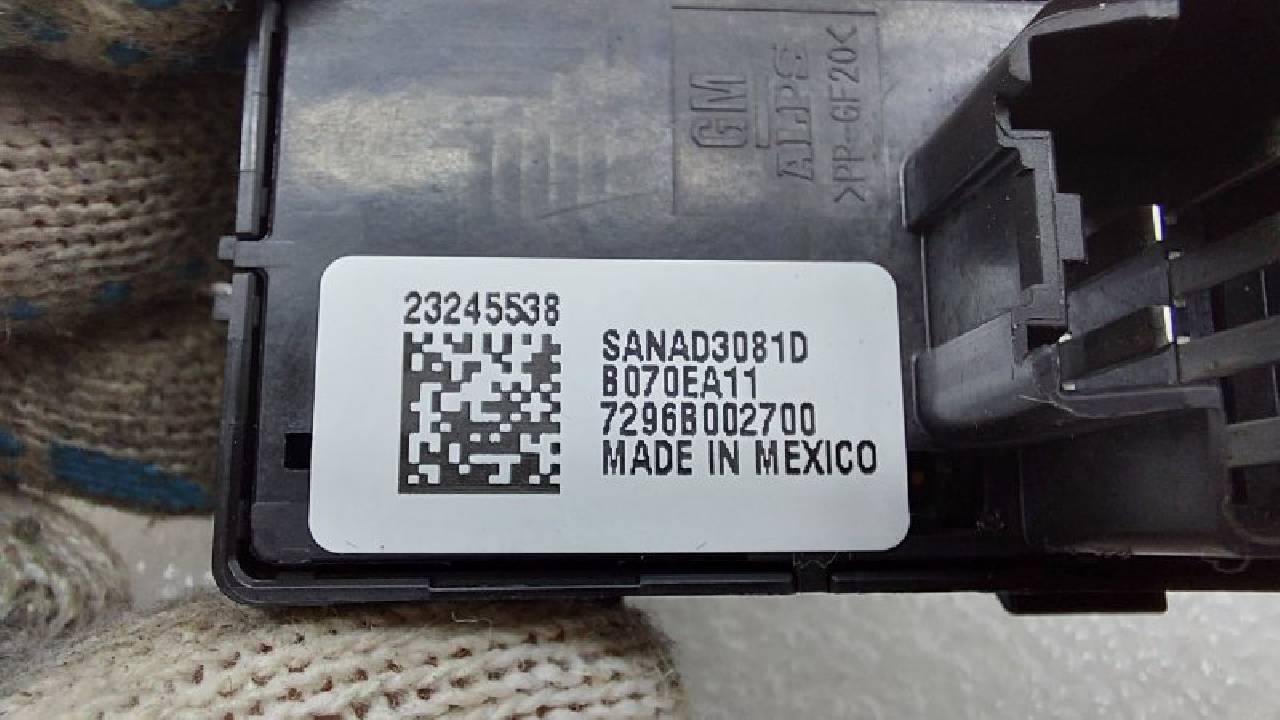 GM
ALPS
>PP-GF20<
23245538
SANAD3081D
B070EA11
7296B002700
MADE IN MEXICO